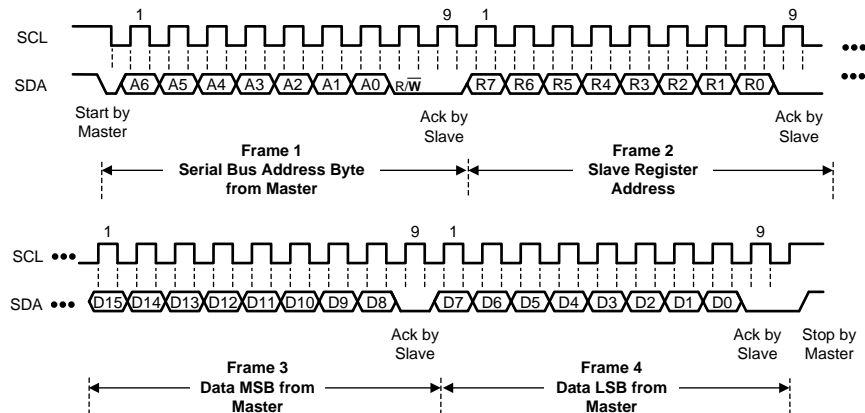 1 9 1 9
SCL •••
SDA A6 A5 A4 A3 A2 A1 A0 R/W̅ R7 R6 R5 R4 R3 R2 R1 R0 •••
Start by
Master
Ack by
Slave
Ack by
Slave
Frame 1
Serial Bus Address Byte
from Master
Frame 2
Slave Register
Address
1 9 1 9
SCL •••
SDA ••• D15 D14 D13 D12 D11 D10 D9 D8 D7 D6 D5 D4 D3 D2 D1 D0
Ack by
Slave
Ack by
Slave
Stop by
Master
Frame 3
Data MSB from
Master
Frame 4
Data LSB from
Master